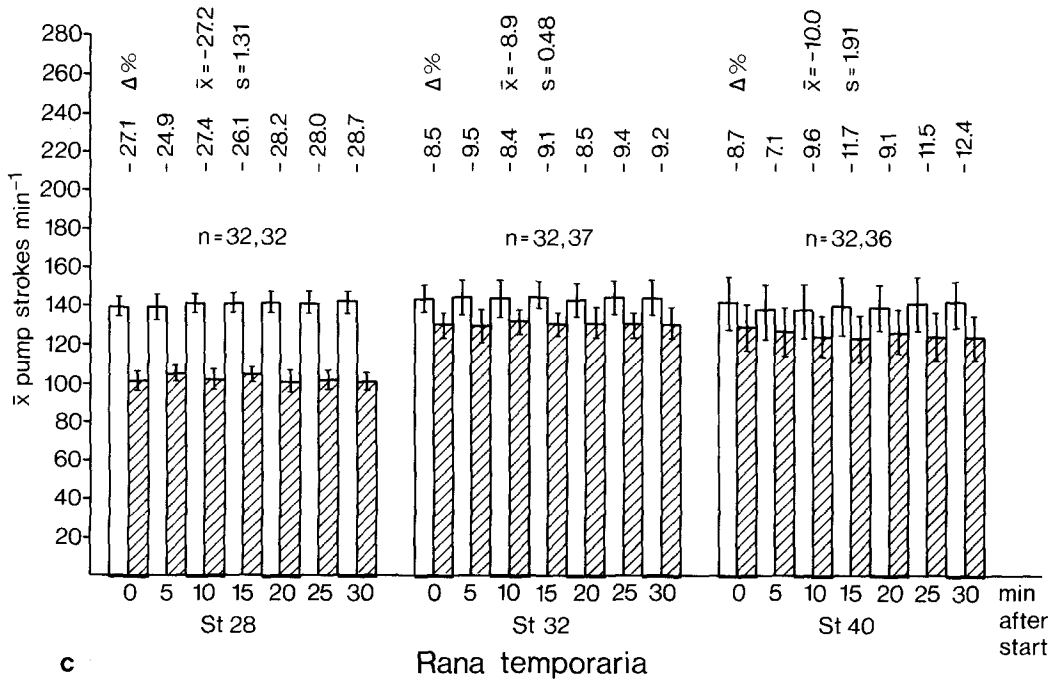 x̄ pump strokes min⁻¹
280
260
240
220
200
180
160
140
120
100
80
60
40
20
Δ%
x̄ = -27.2
s = 1.31
-27.1
-24.9
-27.4
-26.1
-28.2
-28.0
-28.7
n=32,32
Δ%
x̄ = -8.9
s = 0.48
-8.5
-9.5
-8.4
-9.1
-8.5
-9.4
-9.2
n=32,37
Δ%
x̄ = -10.0
s = 1.91
-8.7
-7.1
-9.6
-11.7
-9.1
-11.5
-12.4
n=32,36
0 5 10 15 20 25 30
0 5 10 15 20 25 30
0 5 10 15 20 25 30
min
after
start
St 28
St 32
St 40
c
Rana temporaria